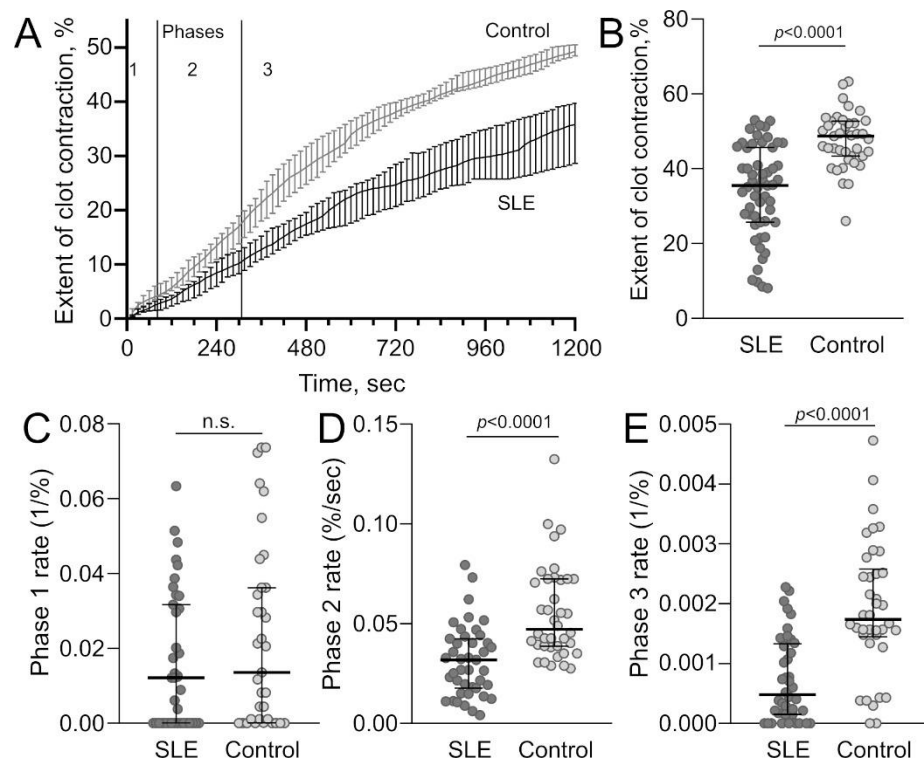 A
Extent of clot contraction, %
50
40
30
20
10
0
Phases
1
2
3
Control
SLE
0
240
480
720
960
1200
Time, sec
B
Extent of clot contraction,%
80
60
40
20
0
p<0.0001
SLE
Control
C
Phase 1 rate (1/%)
0.08
0.06
0.04
0.02
0.00
n.s.
SLE
Control
D
Phase 2 rate (%/sec)
0.15
0.10
0.05
0.00
p<0.0001
SLE
Control
E
Phase 3 rate (1/%)
0.005
0.004
0.003
0.002
0.001
0.000
p<0.0001
SLE
Control